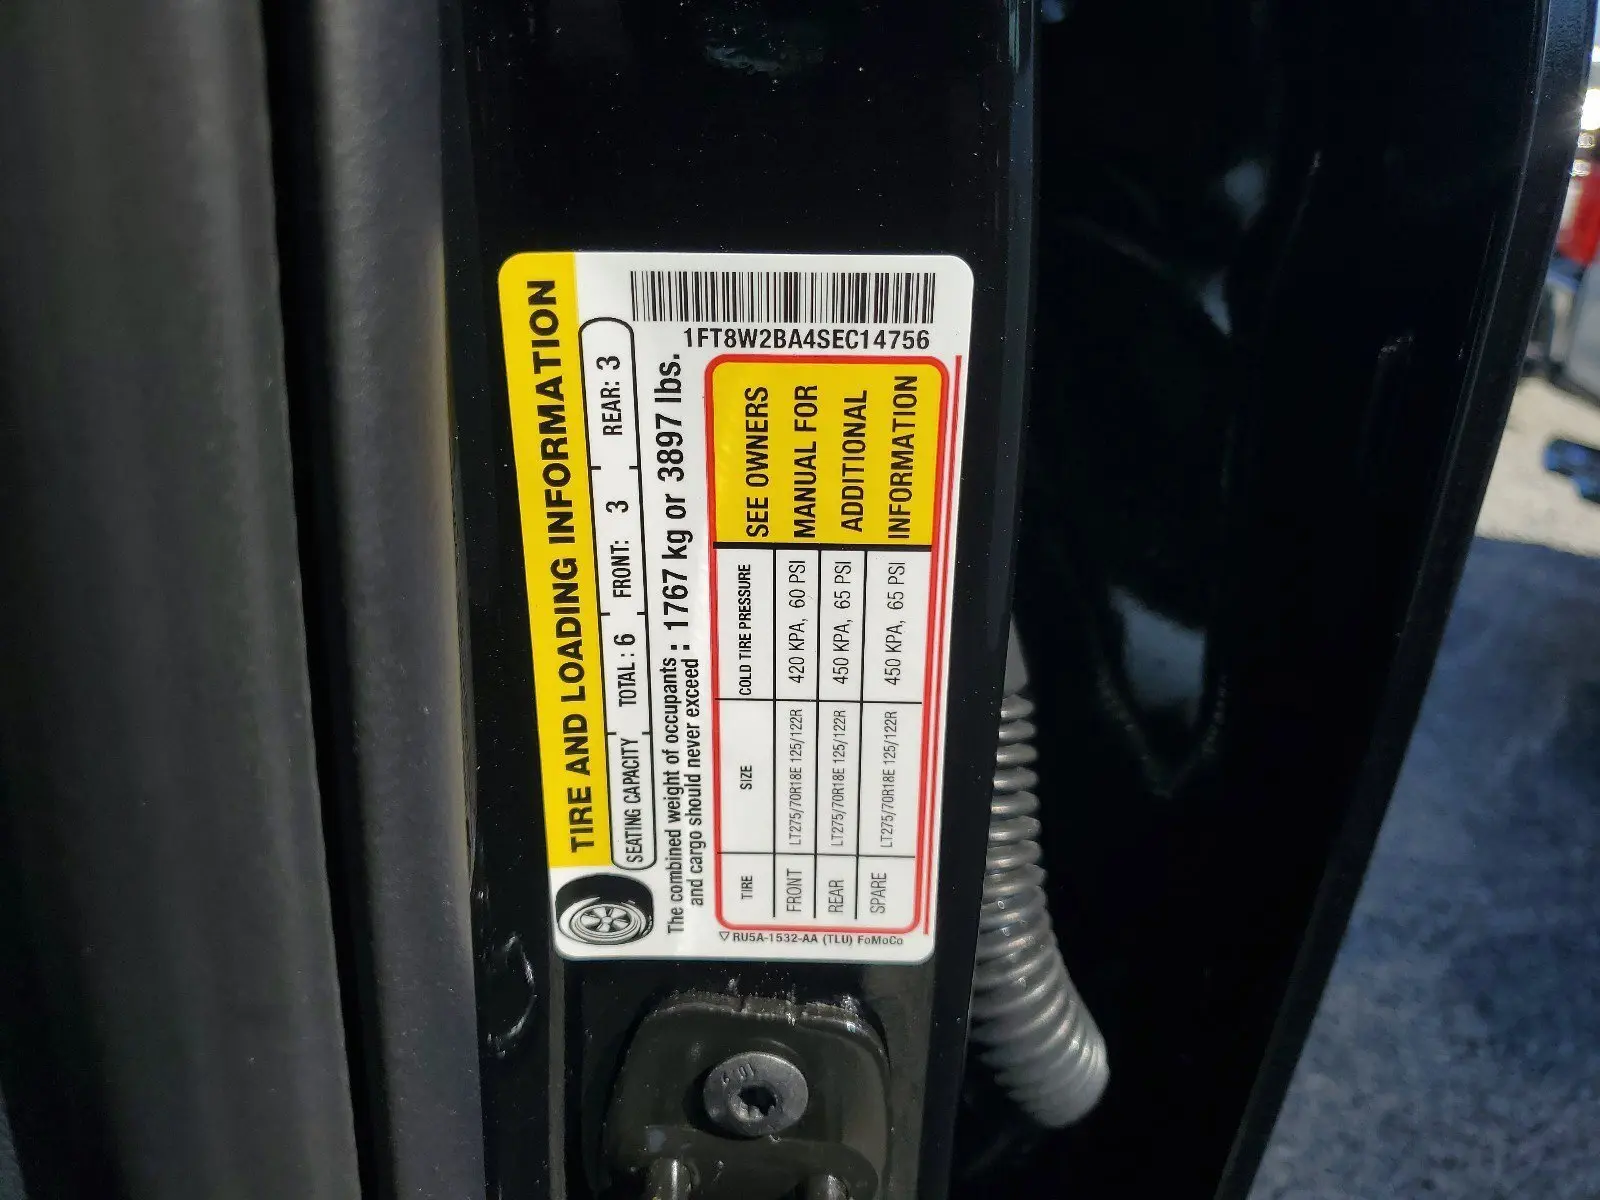 TIRE AND LOADING INFORMATION
SEATING CAPACITY TOTAL: 6 FRONT: 3 REAR: 3
The combined weight of occupants
and cargo should never exceed : 1767 kg or 3897 lbs.
1FT8W2BA4SEC14756
TIRE SIZE COLD TIRE PRESSURE
FRONT LT275/70R18E 125/122R 420 KPA, 60 PSI
REAR LT275/70R18E 125/122R 450 KPA, 65 PSI
SPARE LT275/70R18E 125/122R 450 KPA, 65 PSI
SEE OWNERS
MANUAL FOR
ADDITIONAL
INFORMATION
RU5A-1532-AA (TLU) FoMoCo